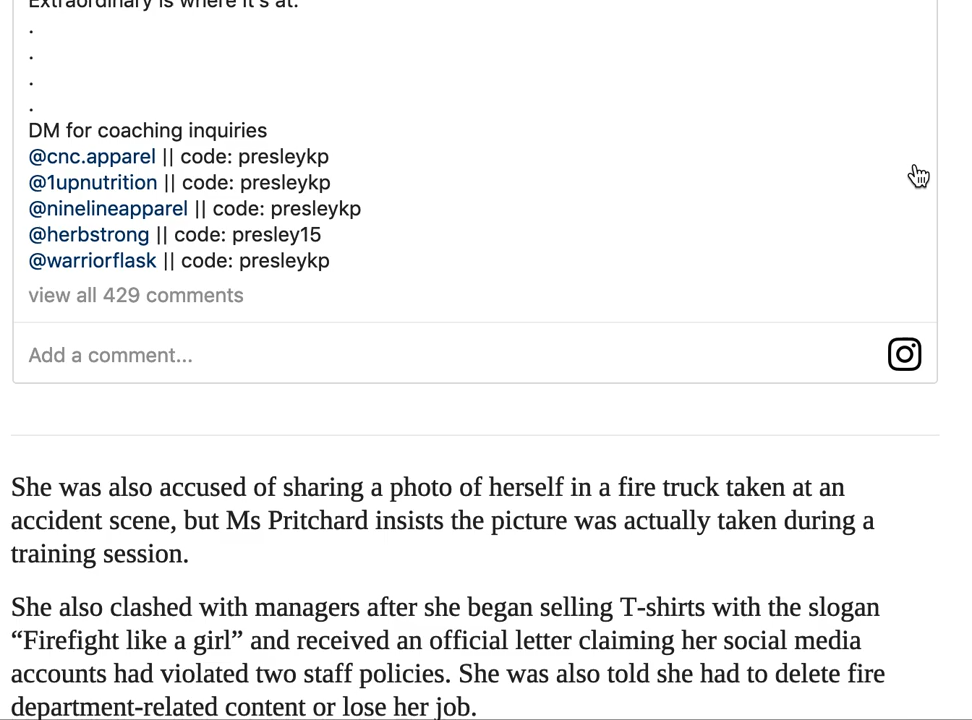 Extraordinary is where it's at.
.
.
.
.
DM for coaching inquiries
@cnc.apparel || code: presleykp
@1upnutrition || code: presleykp
@ninelineapparel || code: presleykp
@herbstrong || code: presley15
@warriorflask || code: presleykp
view all 429 comments
Add a comment...
She was also accused of sharing a photo of herself in a fire truck taken at an
accident scene, but Ms Pritchard insists the picture was actually taken during a
training session.
She also clashed with managers after she began selling T-shirts with the slogan
“Firefight like a girl” and received an official letter claiming her social media
accounts had violated two staff policies. She was also told she had to delete fire
department-related content or lose her job.